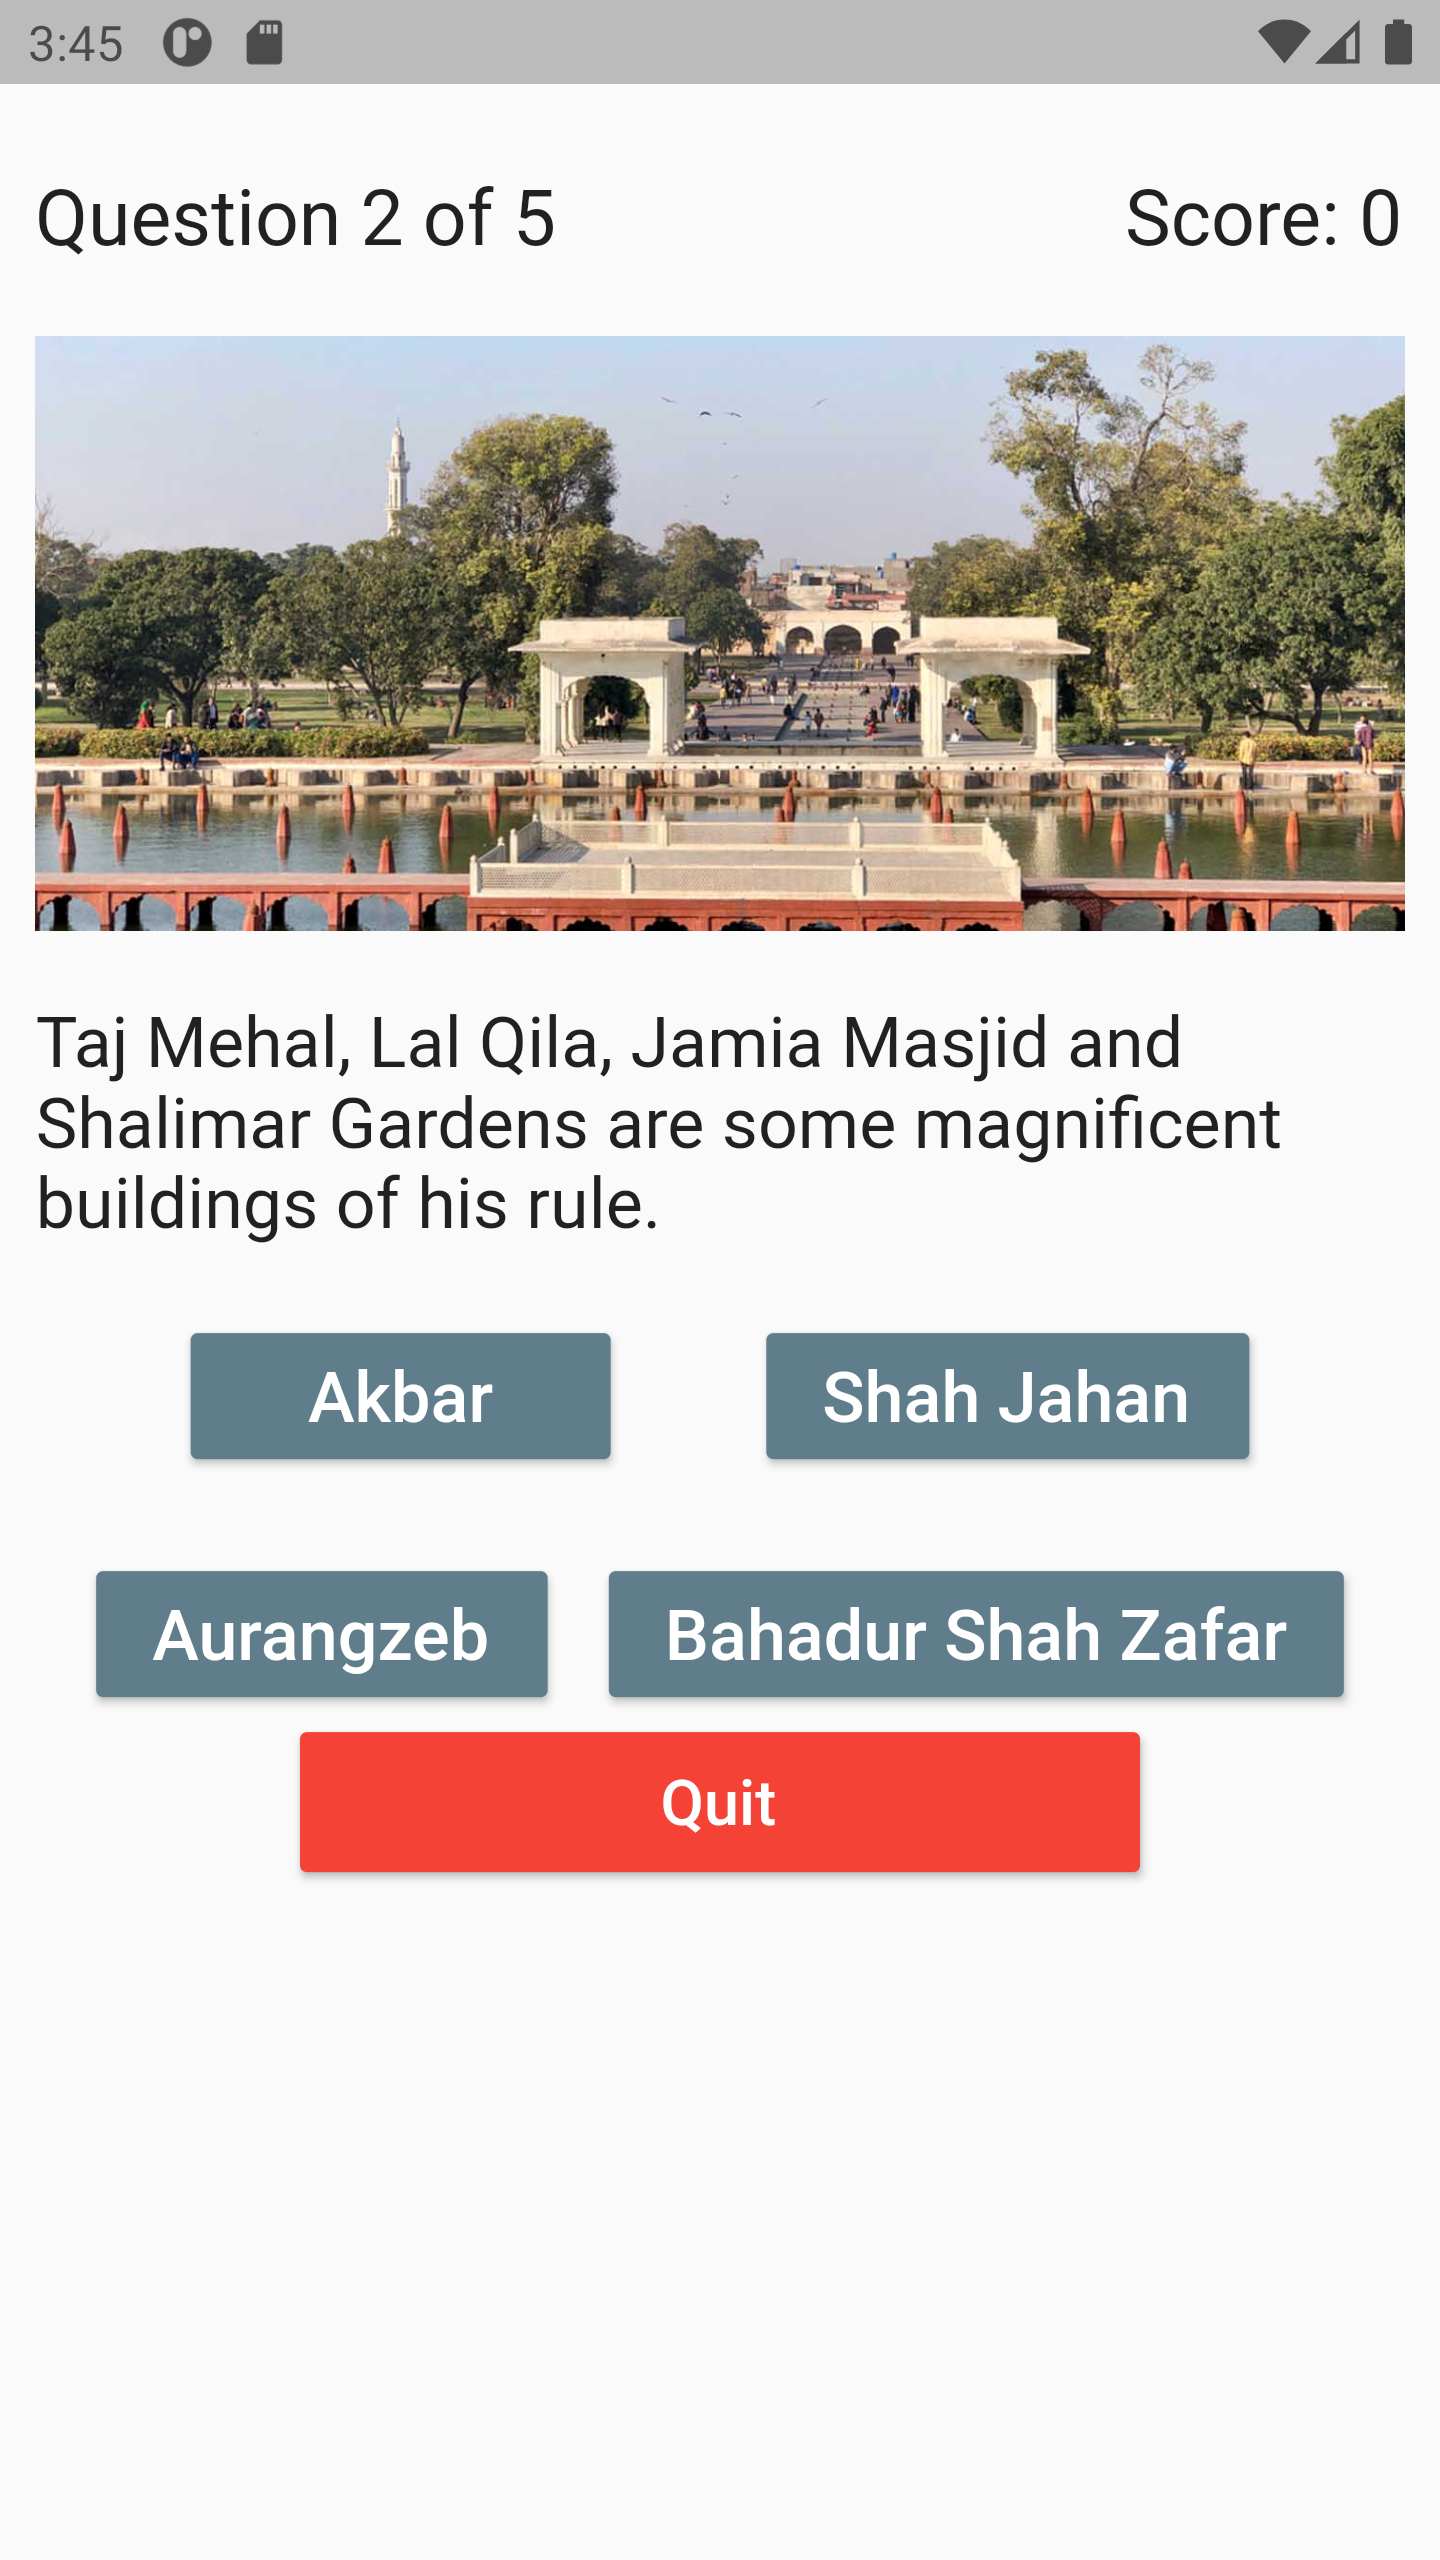 3:45
Question 2 of 5
Score: 0
Taj Mehal, Lal Qila, Jamia Masjid and
Shalimar Gardens are some magnificent
buildings of his rule.
Akbar
Shah Jahan
Aurangzeb
Bahadur Shah Zafar
Quit